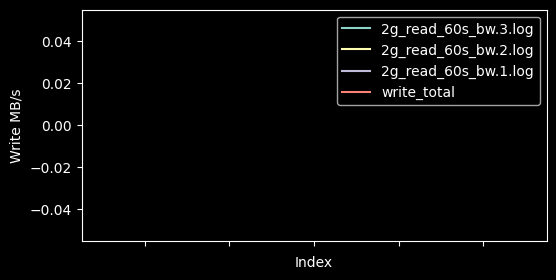 0.04
0.02
0.00
−0.02
−0.04
Write MB/s
Index
2g_read_60s_bw.3.log
2g_read_60s_bw.2.log
2g_read_60s_bw.1.log
write_total